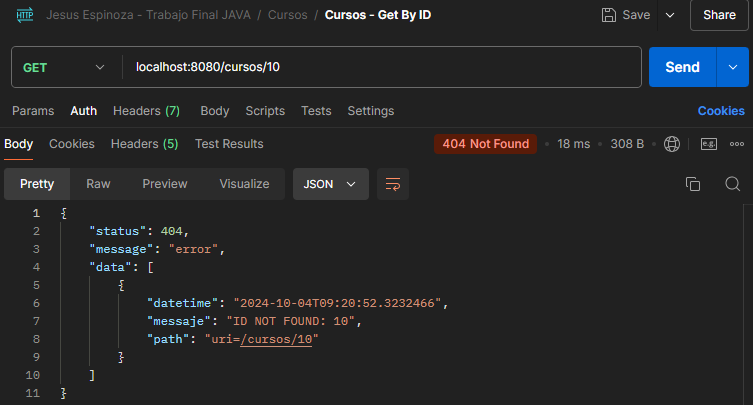 HTTP Jesus Espinoza - Trabajo Final JAVA / Cursos / Cursos - Get By ID Save Share
GET localhost:8080/cursos/10 Send
Params Auth Headers (7) Body Scripts Tests Settings Cookies
Body Cookies Headers (5) Test Results 404 Not Found 18 ms 308 B e.g.
Pretty Raw Preview Visualize JSON
1 {
2 "status": 404,
3 "message": "error",
4 "data": [
5 {
6 "datetime": "2024-10-04T09:20:52.3232466",
7 "messaje": "ID NOT FOUND: 10",
8 "path": "uri=/cursos/10"
9 }
10 ]
11 }